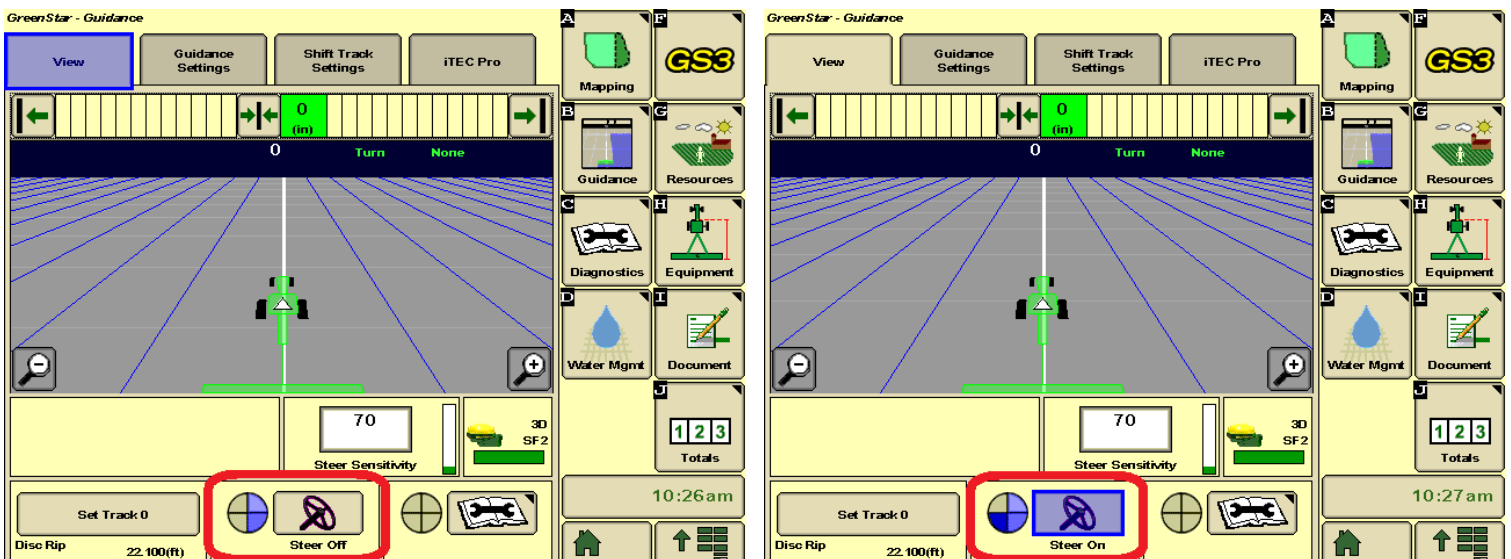 GreenStar - Guidance
View
Guidance
Settings
Shift Track
Settings
iTEC Pro
0
(in)
0
Turn
None
70
Steer Sensitivity
3D
SF2
Set Track 0
Disc Rip
22.100(ft)
Steer Off
A
Mapping
F
GS3
B
Guidance
G
Resources
C
Diagnostics
H
Equipment
D
Water Mgmt
I
Document
J
1 2 3
Totals
10:26am
GreenStar - Guidance
View
Guidance
Settings
Shift Track
Settings
iTEC Pro
0
(in)
0
Turn
None
70
Steer Sensitivity
3D
SF2
Set Track 0
Disc Rip
22.100(ft)
Steer On
A
Mapping
F
GS3
B
Guidance
G
Resources
C
Diagnostics
H
Equipment
D
Water Mgmt
I
Document
J
1 2 3
Totals
10:27am